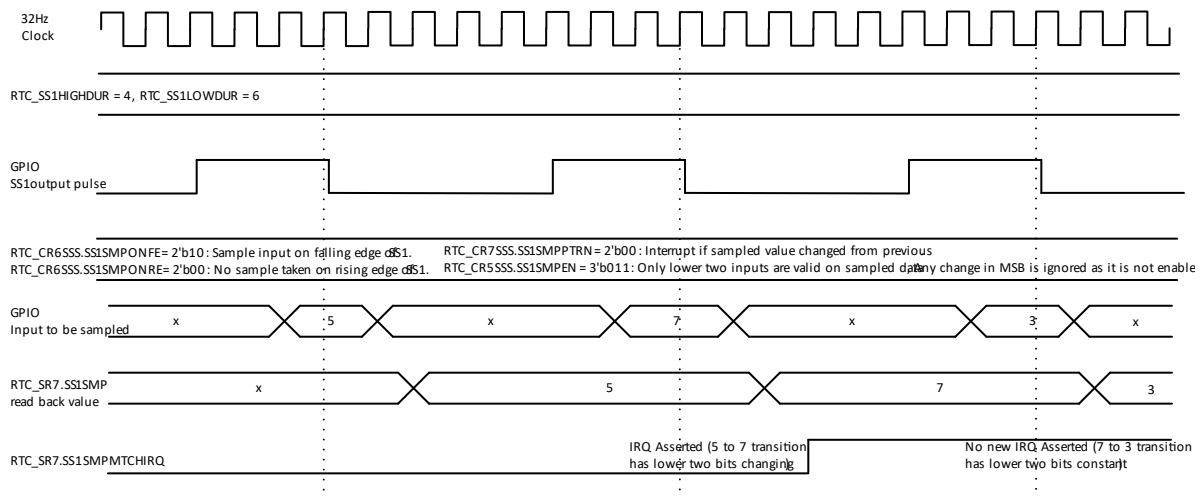 32Hz
Clock
RTC_SS1HIGHDUR = 4, RTC_SS1LOWDUR = 6
GPIO
SS1output pulse
RTC_CR6SSS.SS1SMPONFE= 2'b10: Sample input on falling edge of SS1.
RTC_CR7SSS.SS1SMPPTRN= 2'b00: Interrupt if sampled value changed from previous
RTC_CR6SSS.SS1SMPONRE= 2'b00: No sample taken on rising edge of SS1.
RTC_CR5SSS.SS1SMPEN= 3'b011: Only lower two inputs are valid on sampled data. Any change in MSB is ignored as it is not enable
GPIO
Input to be sampled
x 5 x 7 x 3 x
RTC_SR7.SS1SMP
read back value
x 5 7 3
RTC_SR7.SS1SMPMTCHIRQ
IRQ Asserted (5 to 7 transition
has lower two bits changing)
No new IRQ Asserted (7 to 3 transition
has lower two bits constant)